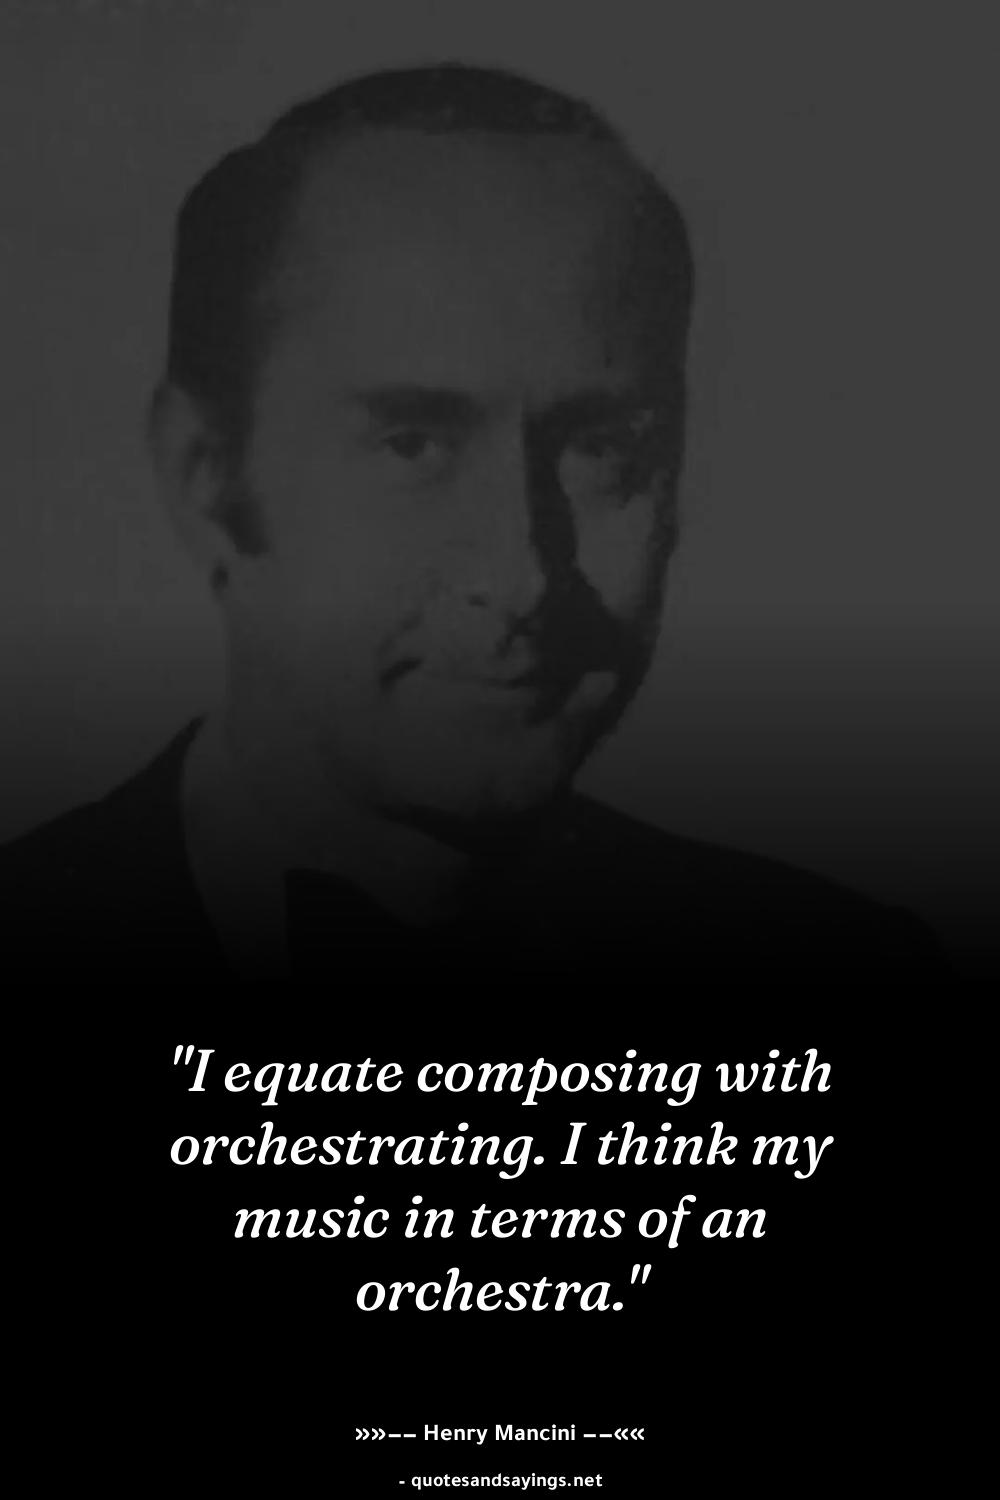 "I equate composing with
orchestrating. I think my
music in terms of an
orchestra."
»»−− Henry Mancini −−««
- quotesandsayings.net